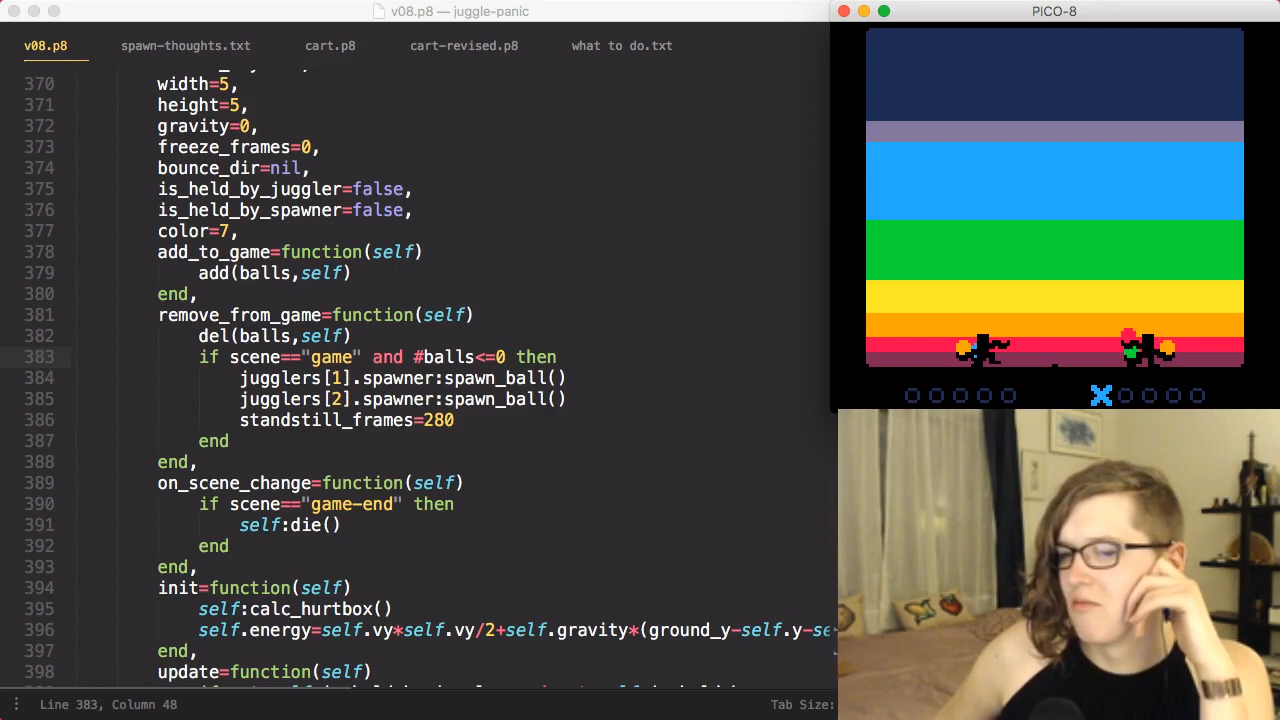 v08.p8 — juggle-panic
PICO-8
v08.p8 spawn-thoughts.txt cart.p8 cart-revised.p8 what to do.txt
370 width=5,
371 height=5,
372 gravity=0,
373 freeze_frames=0,
374 bounce_dir=nil,
375 is_held_by_juggler=false,
376 is_held_by_spawner=false,
377 color=7,
378 add_to_game=function(self)
379 add(balls,self)
380 end,
381 remove_from_game=function(self)
382 del(balls,self)
383 if scene=="game" and #balls<=0 then
384 jugglers[1].spawner:spawn_ball()
385 jugglers[2].spawner:spawn_ball()
386 standstill_frames=280
387 end
388 end,
389 on_scene_change=function(self)
390 if scene=="game-end" then
391 self:die()
392 end
393 end,
394 init=function(self)
395 self:calc_hurtbox()
396 self.energy=self.vy*self.vy/2+self.gravity*(ground_y-self.y-se
397 end,
398 update=function(self)
Line 383, Column 48
Tab Size: